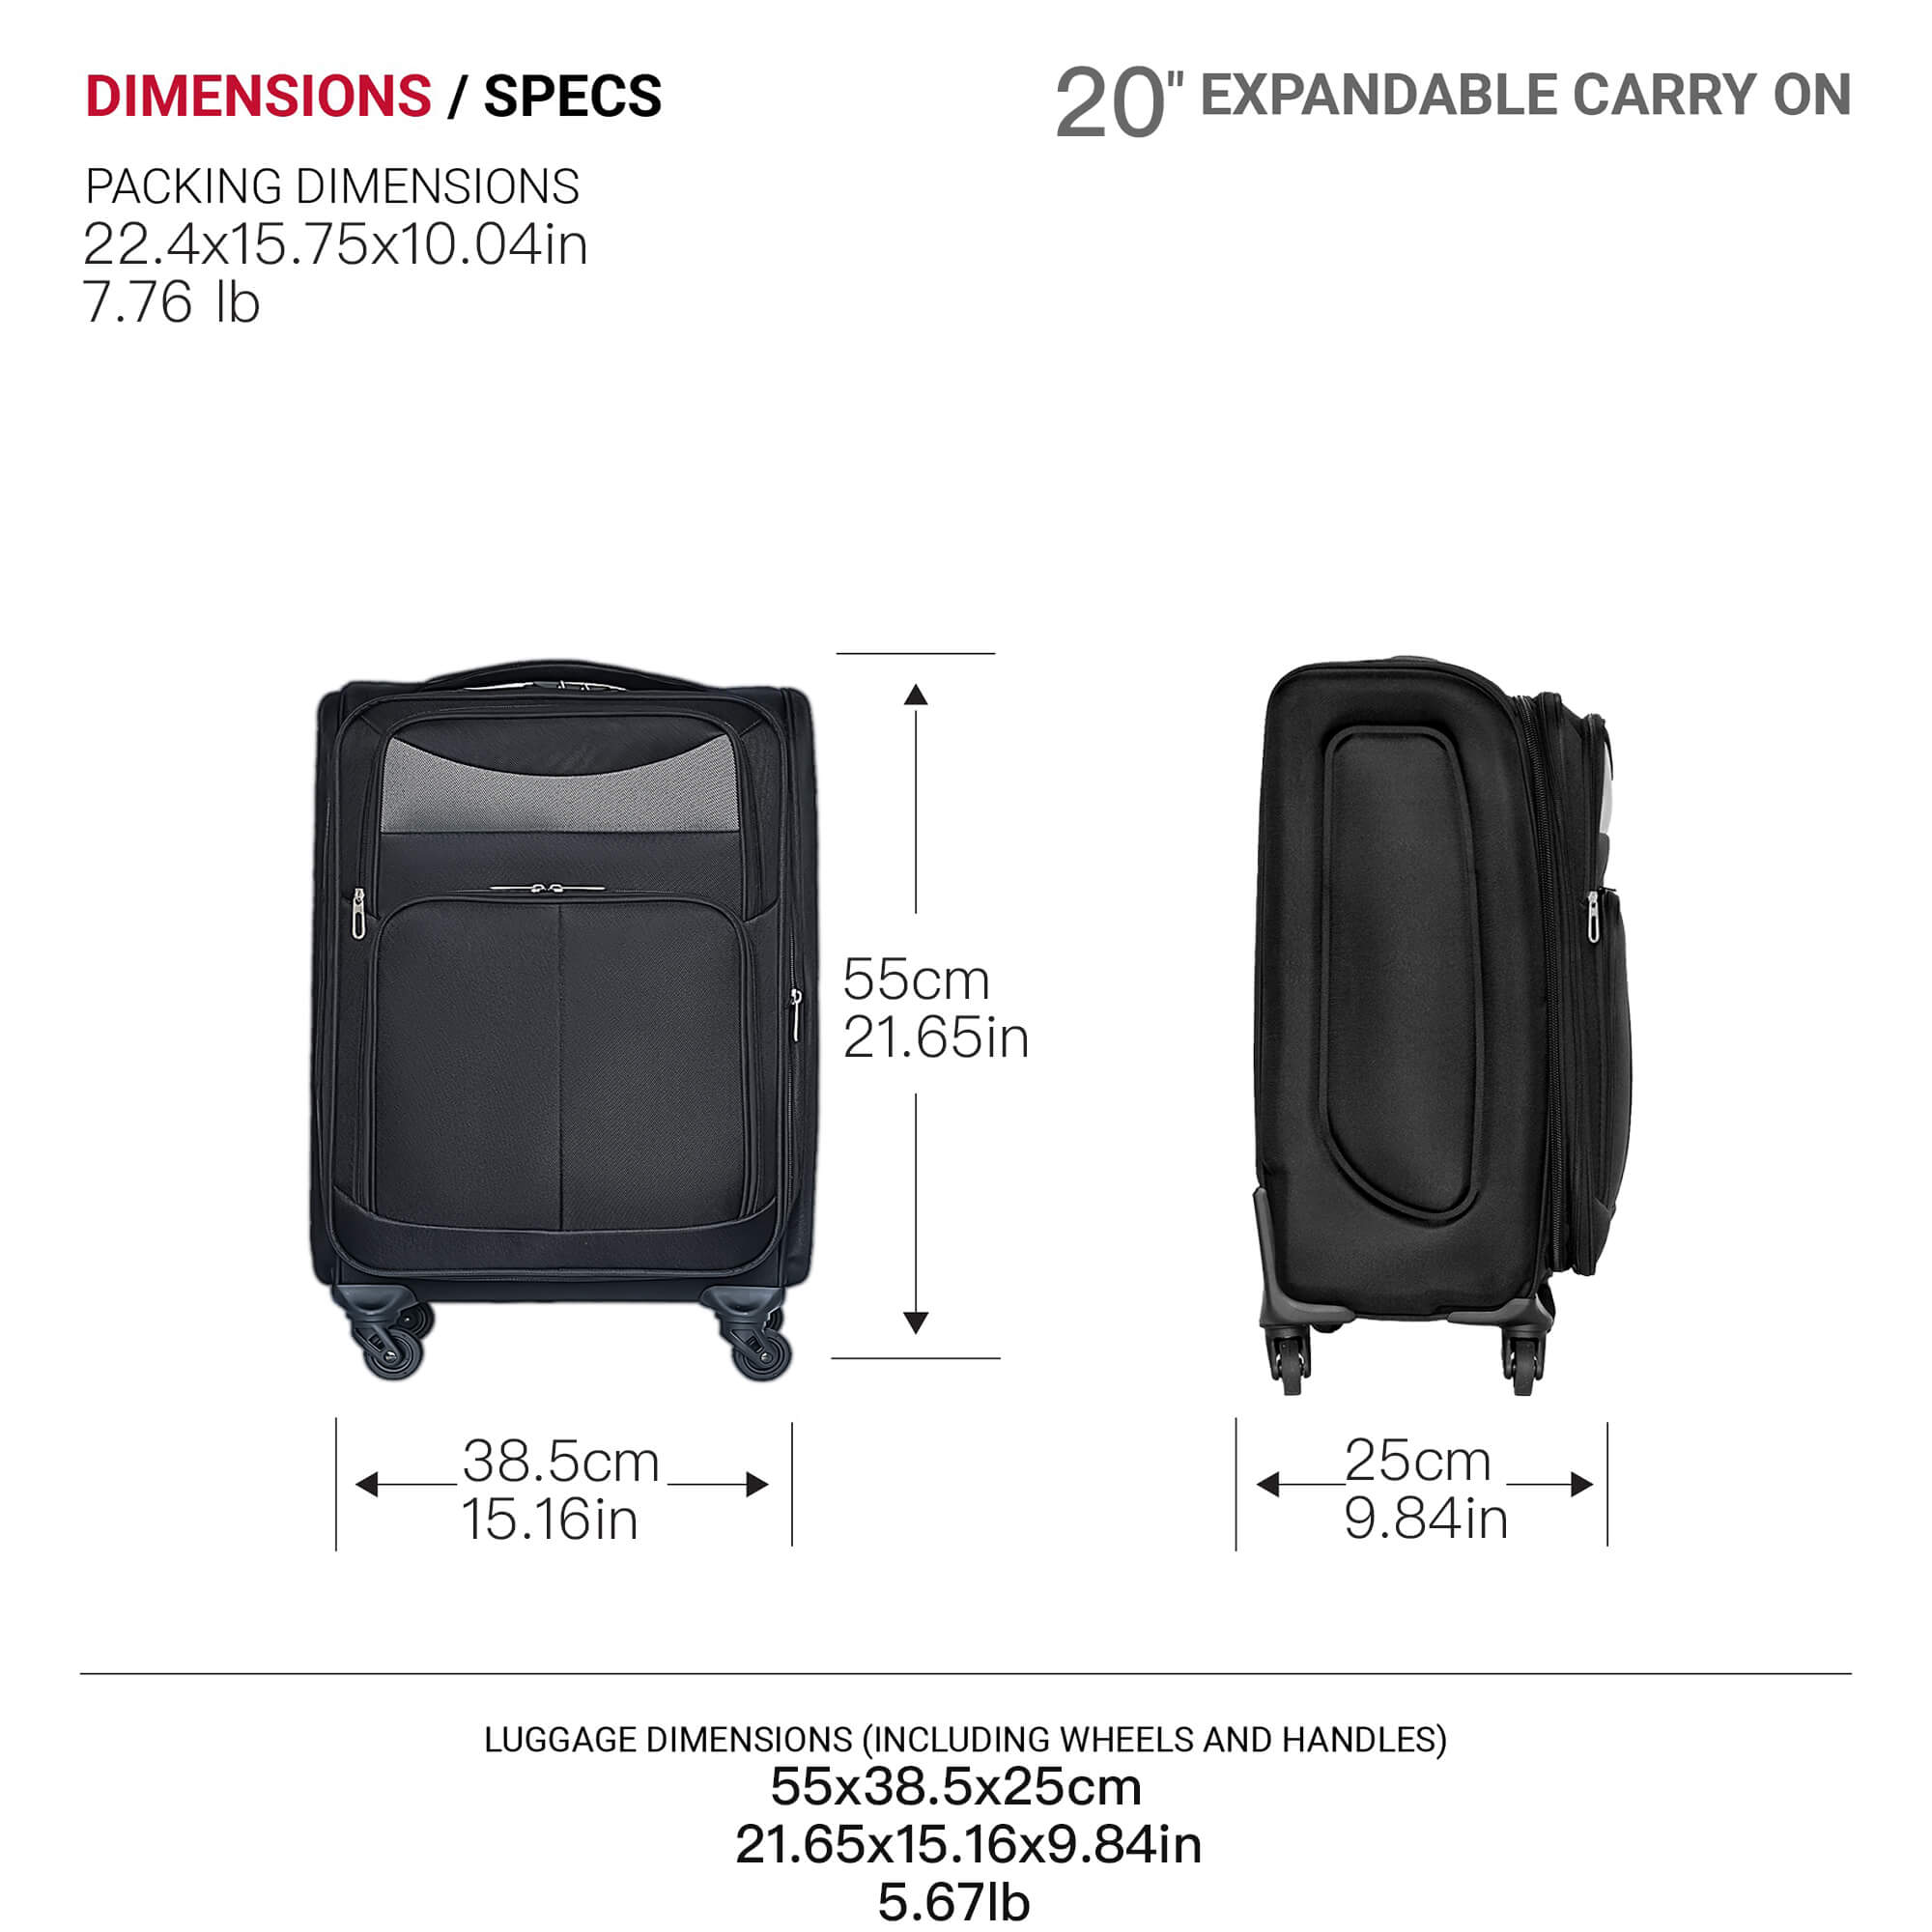 DIMENSIONS / SPECS
20" EXPANDABLE CARRY ON
PACKING DIMENSIONS
22.4x15.75x10.04in
7.76 lb
55cm
21.65in
38.5cm
15.16in
25cm
9.84in
LUGGAGE DIMENSIONS (INCLUDING WHEELS AND HANDLES)
55x38.5x25cm
21.65x15.16x9.84in
5.67lb